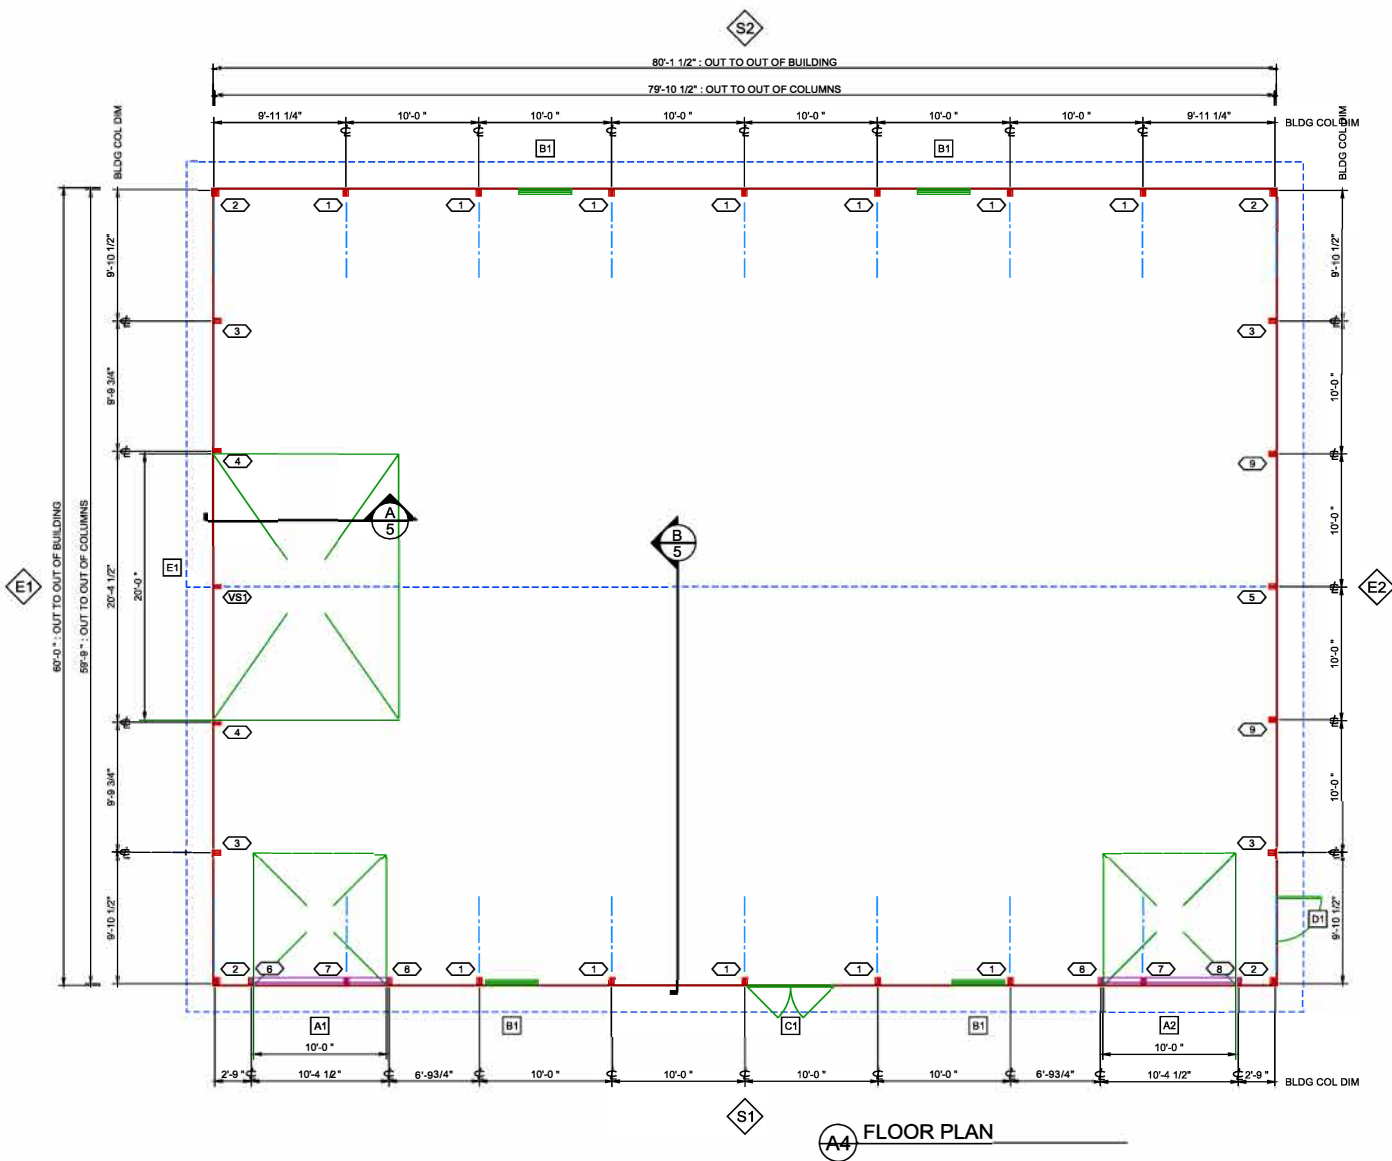 S2
80'-1 1/2" : OUT TO OUT OF BUILDING
79'-10 1/2" : OUT TO OUT OF COLUMNS
9'-11 1/4" 10'-0 " 10'-0 " 10'-0 " 10'-0 " 10'-0 " 10'-0 " 9'-11 1/4"
BLDG COL DIM
BLDG COL DIM
BLDG COL DIM
B1 B1
2 1 1 1 1 1 1 1 2
9'-10 1/2"
9'-10 1/2"
3 3
9'-9 3/4"
10'-0 "
4 9
A
5
B
5
10'-0 "
60'-0 " : OUT TO OUT OF BUILDING
59'-9 " : OUT TO OUT OF COLUMNS
20'-4 1/2"
20'-0 "
E1
E1
VS1
5
E2
10'-0 "
4 9
9'-9 3/4"
10'-0 "
3 3
9'-10 1/2"
9'-10 1/2"
D1
2 6 7 6 1 1 1 1 1 6 7 8 2
A1 B1 C1 B1 A2
10'-0 " 10'-0 "
2'-9 " 10'-4 1/2" 6'-93/4" 10'-0 " 10'-0 " 10'-0 " 10'-0 " 6'-93/4" 10'-4 1/2" 2'-9 "
BLDG COL DIM
S1
A4 FLOOR PLAN